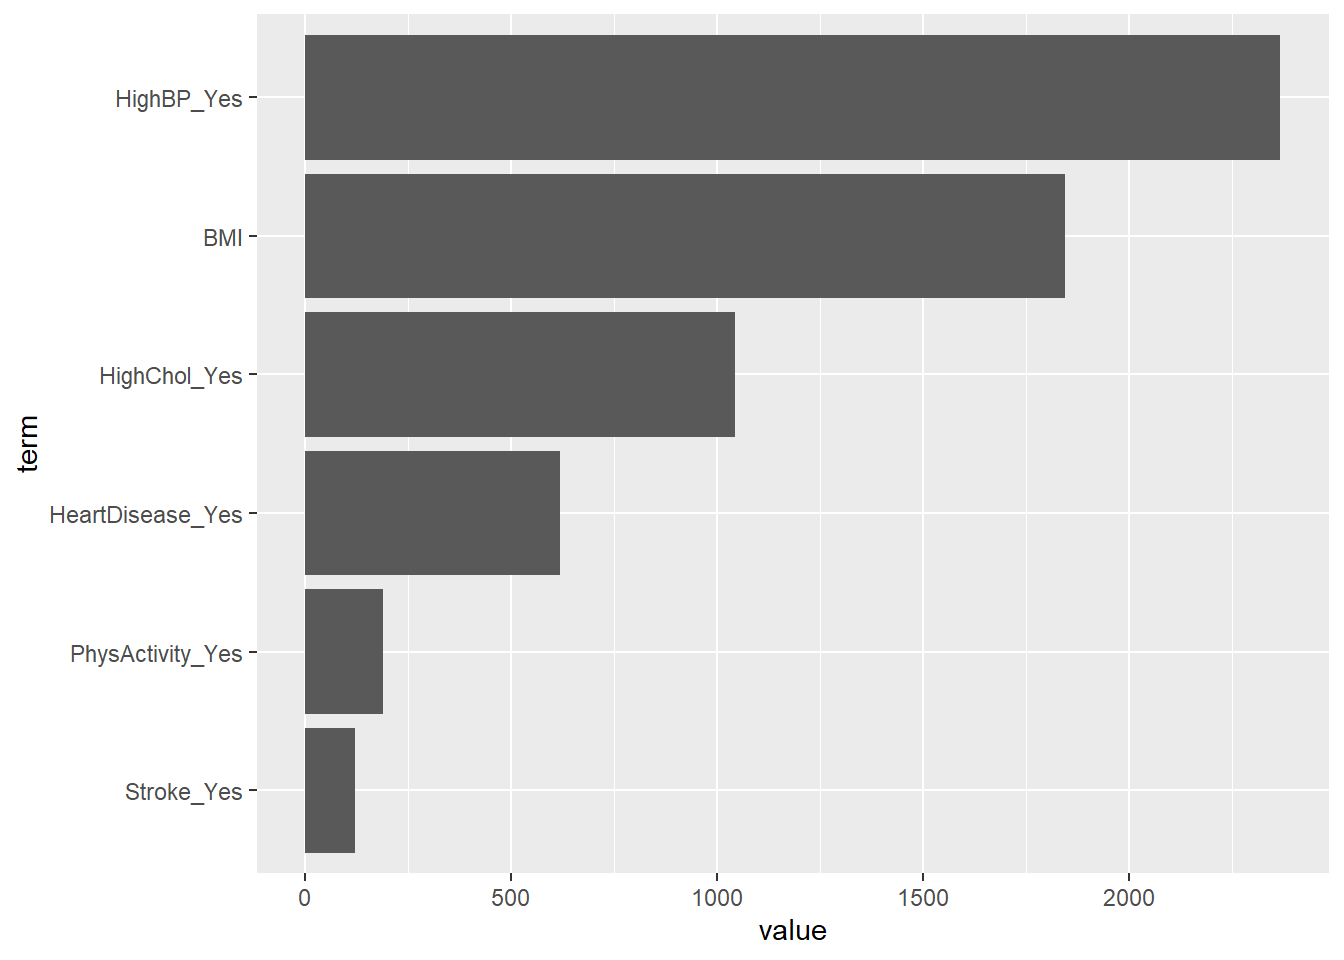 HighBP_Yes
BMI
HighChol_Yes
HeartDisease_Yes
PhysActivity_Yes
Stroke_Yes
term
0 500 1000 1500 2000
value